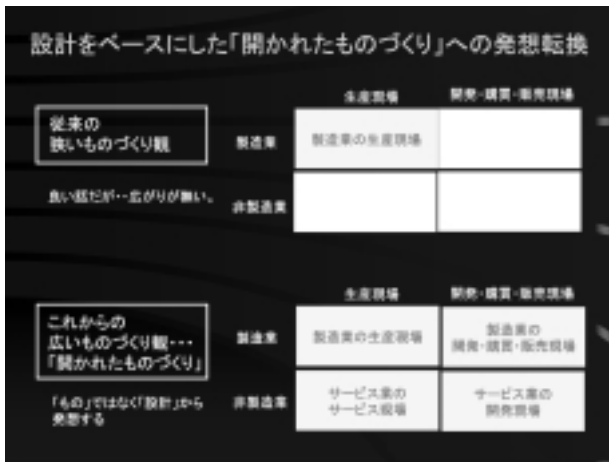 設計をベースにした「開かれたものづくり」への発想転換
生産現場
開発・購買・販売現場
従来の
狭いものづくり観
製造業
製造業の生産現場
良い話だが・・広がりが無い。
非製造業
生産現場
開発・購買・販売現場
これからの
広いものづくり観・・・
「開かれたものづくり」
製造業
製造業の生産現場
製造業の
開発・購買・販売現場
「もの」ではなく「設計」から
発想する
非製造業
サービス業の
サービス現場
サービス業の
開発現場